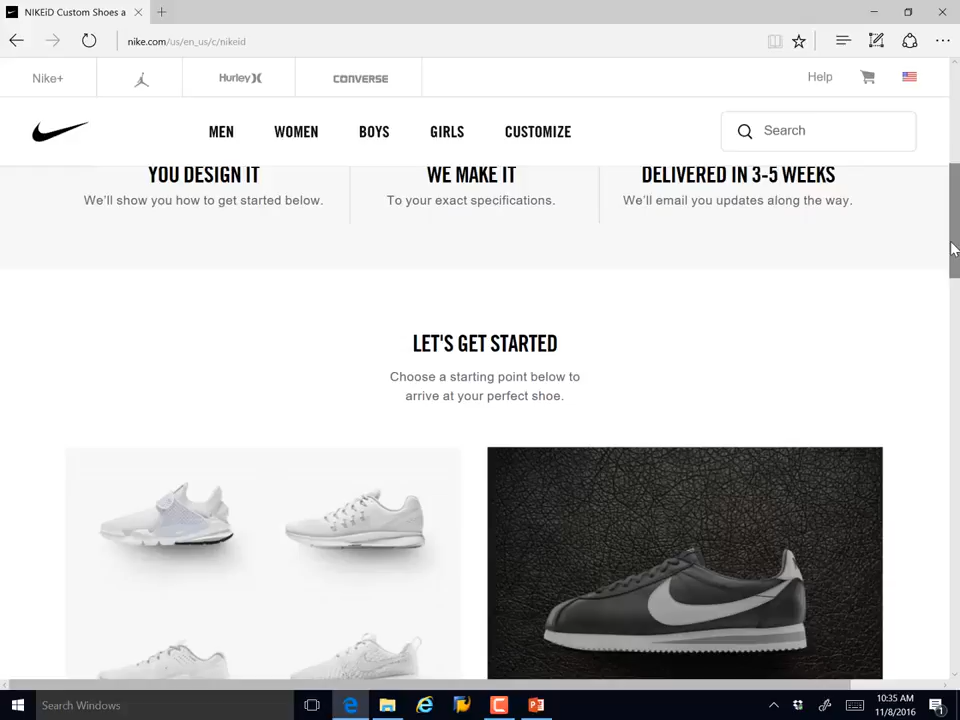 NIKEiD Custom Shoes a
nike.com/us/en_us/c/nikeid
Nike+
Hurley
CONVERSE
Help
MEN
WOMEN
BOYS
GIRLS
CUSTOMIZE
Search
YOU DESIGN IT
We'll show you how to get started below.
WE MAKE IT
To your exact specifications.
DELIVERED IN 3-5 WEEKS
We'll email you updates along the way.
LET'S GET STARTED
Choose a starting point below to
arrive at your perfect shoe.
Search Windows
10:35 AM
11/8/2016
1